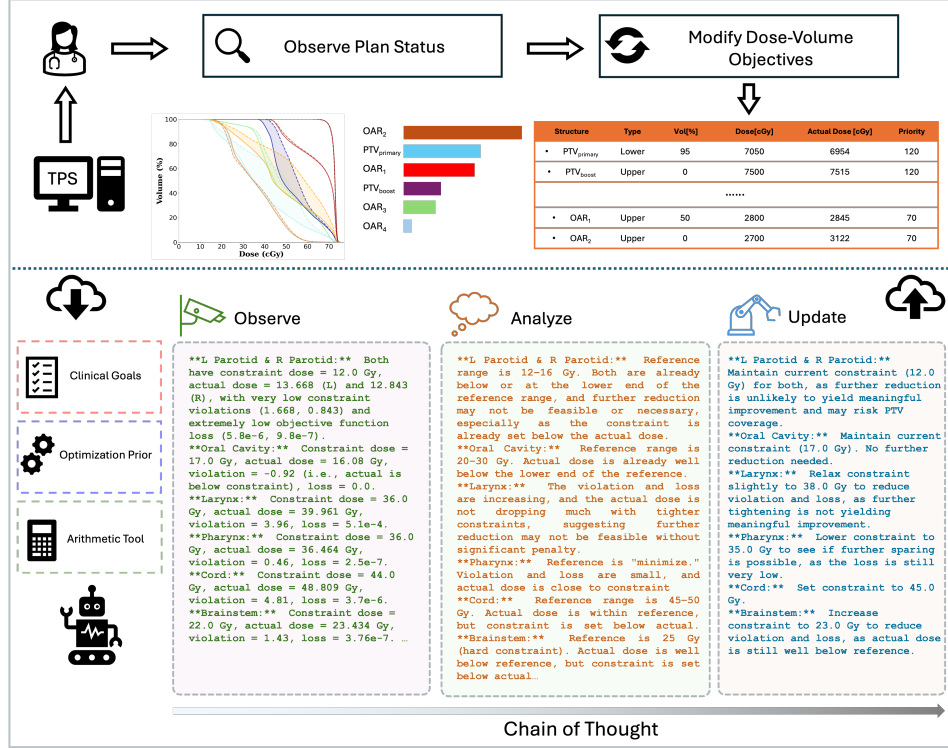 Observe Plan Status
Modify Dose-Volume
Objectives
TPS
Volume (%)
100
80
60
40
20
0
0 10 20 30 40 50 60 70
Dose (cGy)
OAR2
PTVprimary
OAR1
PTVboost
OAR3
OAR4
Structure Type Vol[%] Dose[cGy] Actual Dose [cGy] Priority
• PTVprimary Lower 95 7050 6954 120
• PTVboost Upper 0 7500 7515 120
......
• OAR1 Upper 50 2800 2845 70
• OAR2 Upper 0 2700 3122 70
Clinical Goals
Optimization Prior
Arithmetic Tool
Observe
**L Parotid & R Parotid:** Both
have constraint dose = 12.0 Gy,
actual dose = 13.668 (L) and 12.843
(R), with very low constraint
violations (1.668, 0.843) and
extremely low objective function
loss (5.8e-6, 9.8e-7).
**Oral Cavity:** Constraint dose =
17.0 Gy, actual dose = 16.08 Gy,
violation = -0.92 (i.e., actual is
below constraint), loss = 0.0.
**Larynx:** Constraint dose = 36.0
Gy, actual dose = 39.961 Gy,
violation = 3.96, loss = 5.1e-4.
**Pharynx:** Constraint dose = 36.0
Gy, actual dose = 36.464 Gy,
violation = 0.46, loss = 2.5e-7.
**Cord:** Constraint dose = 44.0
Gy, actual dose = 48.809 Gy,
violation = 4.81, loss = 3.7e-6.
**Brainstem:** Constraint dose =
22.0 Gy, actual dose = 23.434 Gy,
violation = 1.43, loss = 3.76e-7. …
Analyze
**L Parotid & R Parotid:** Reference
range is 12–16 Gy. Both are already
below or at the lower end of the
reference range, and further reduction
may not be feasible or necessary,
especially as the constraint is
already set below the actual dose.
**Oral Cavity:** Reference range is
20–30 Gy. Actual dose is already well
below the lower end of the reference.
**Larynx:** The violation and loss
are increasing, and the actual dose is
not dropping much with tighter
constraints, suggesting further
reduction may not be feasible without
significant penalty.
**Pharynx:** Reference is "minimize."
Violation and loss are small, and
actual dose is close to constraint
**Cord:** Reference range is 45–50
Gy. Actual dose is within reference,
but constraint is set below actual.
**Brainstem:** Reference is 25 Gy
(hard constraint). Actual dose is well
below reference, but constraint is set
below actual…
Update
**L Parotid & R Parotid:**
Maintain current constraint (12.0
Gy) for both, as further reduction
is unlikely to yield meaningful
improvement and may risk PTV
coverage.
**Oral Cavity:** Maintain current
constraint (17.0 Gy). No further
reduction needed.
**Larynx:** Relax constraint
slightly to 38.0 Gy to reduce
violation and loss, as further
tightening is not yielding
meaningful improvement.
**Pharynx:** Lower constraint to
35.0 Gy to see if further sparing
is possible, as the loss is still
very low.
**Cord:** Set constraint to 45.0
Gy.
**Brainstem:** Increase
constraint to 23.0 Gy to reduce
violation and loss, as actual dose
is still well below reference.
Chain of Thought